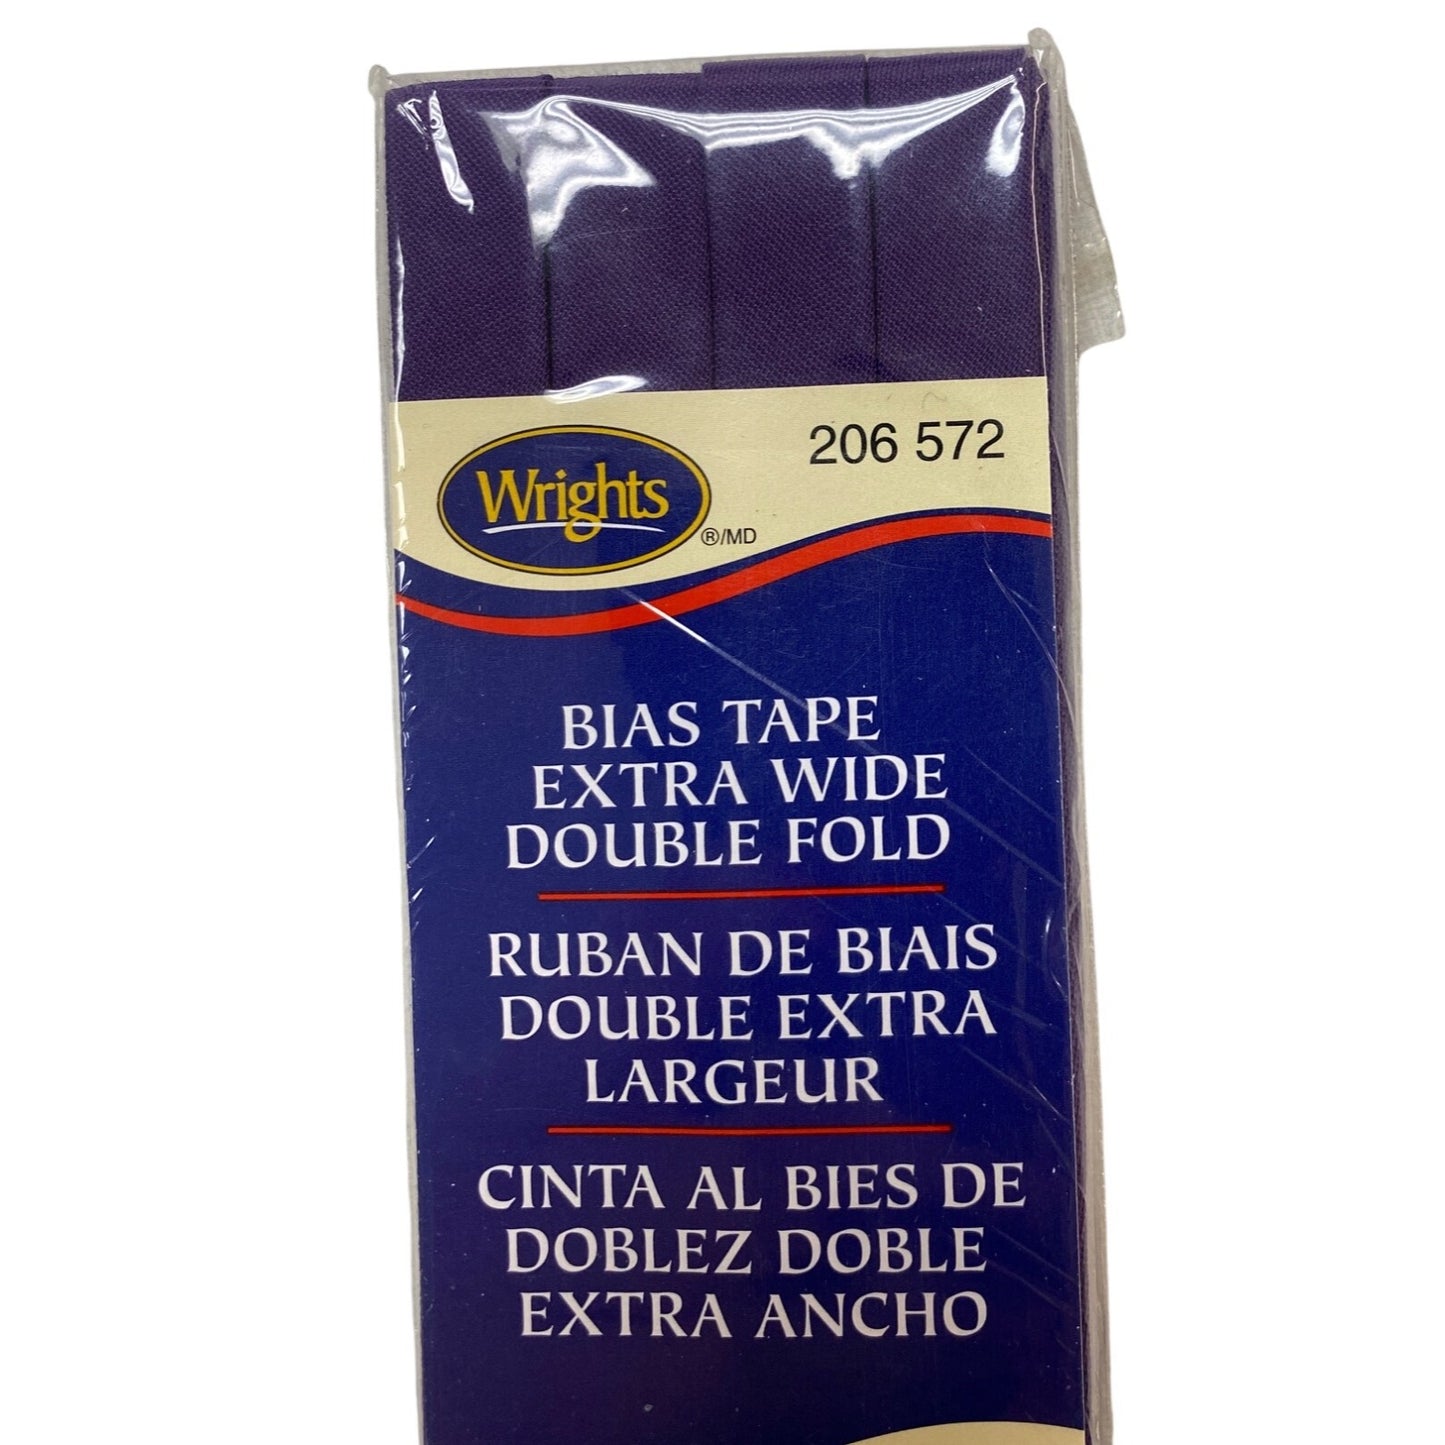 206 572
Wrights
®/MD
BIAS TAPE
EXTRA WIDE
DOUBLE FOLD
RUBAN DE BIAIS
DOUBLE EXTRA
LARGEUR
CINTA AL BIES DE
DOBLEZ DOBLE
EXTRA ANCHO